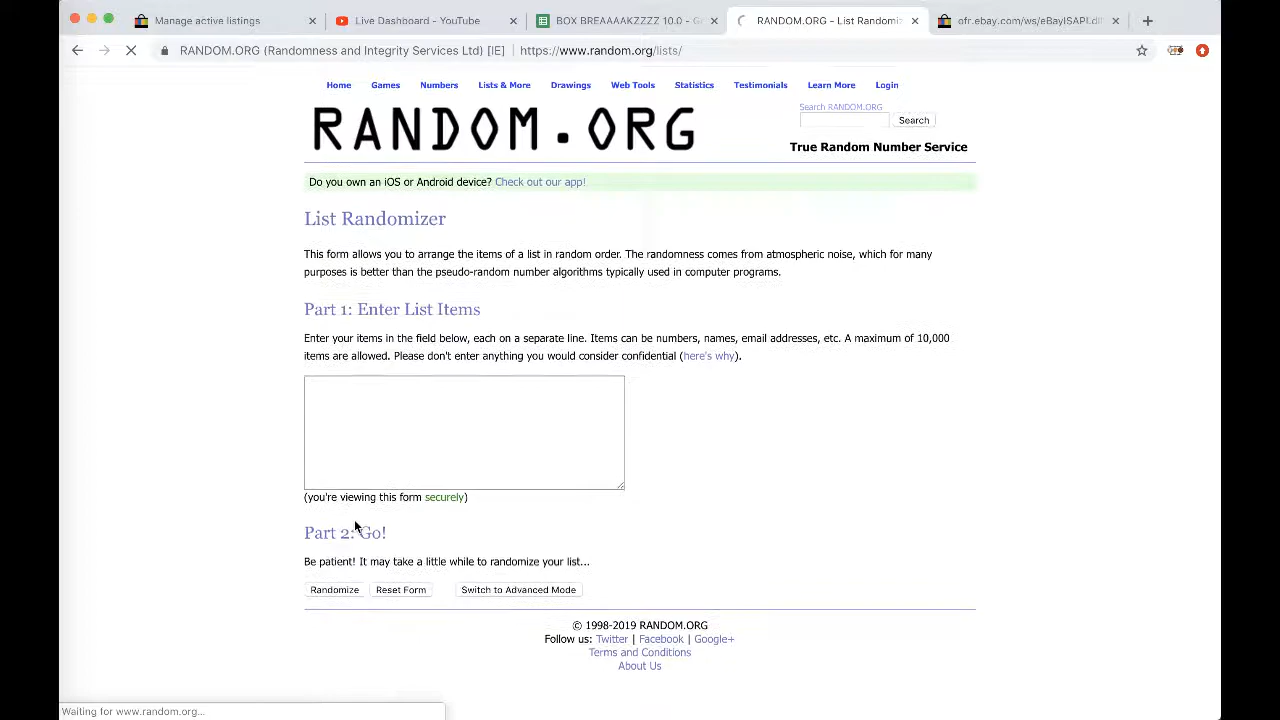 Manage active listings × Live Dashboard - YouTube × BOX BREAAAAKZZZZ 10.0 - G × RANDOM.ORG - List Randomiz × ofr.ebay.com/ws/eBayISAPI.dll ×
RANDOM.ORG (Randomness and Integrity Services Ltd) [IE] https://www.random.org/lists/
Home Games Numbers Lists & More Drawings Web Tools Statistics Testimonials Learn More Login
RANDOM.ORG
Search RANDOM.ORG
Search
True Random Number Service
Do you own an iOS or Android device? Check out our app!
List Randomizer
This form allows you to arrange the items of a list in random order. The randomness comes from atmospheric noise, which for many
purposes is better than the pseudo-random number algorithms typically used in computer programs.
Part 1: Enter List Items
Enter your items in the field below, each on a separate line. Items can be numbers, names, email addresses, etc. A maximum of 10,000
items are allowed. Please don't enter anything you would consider confidential (here's why).
(you're viewing this form securely)
Part 2: Go!
Be patient! It may take a little while to randomize your list...
Randomize Reset Form Switch to Advanced Mode
© 1998-2019 RANDOM.ORG
Follow us: Twitter | Facebook | Google+
Terms and Conditions
About Us
Waiting for www.random.org...